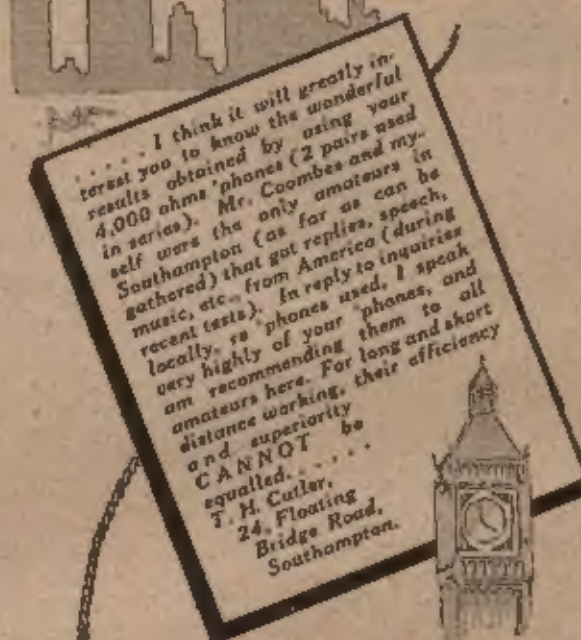 . . . . . I think it will greatly in-
terest you to know the wonderful
results obtained by using your
4,000 ohms 'phones (2 pairs used
in series). Mr. Coombes and my-
self were the only amateurs in
Southampton (as far as can be
gathered) that got replies, speech,
music, etc., from America (during
recent tests). In reply to inquiries
locally, re 'phones used, I speak
very highly of your 'phones, and
am recommending them to all
amateurs here. For long and short
distance working, their efficiency
and superiority
CANNOT be
equalled. . . . . .
T. H. Cutler,
24, Floating
Bridge Road,
Southampton.